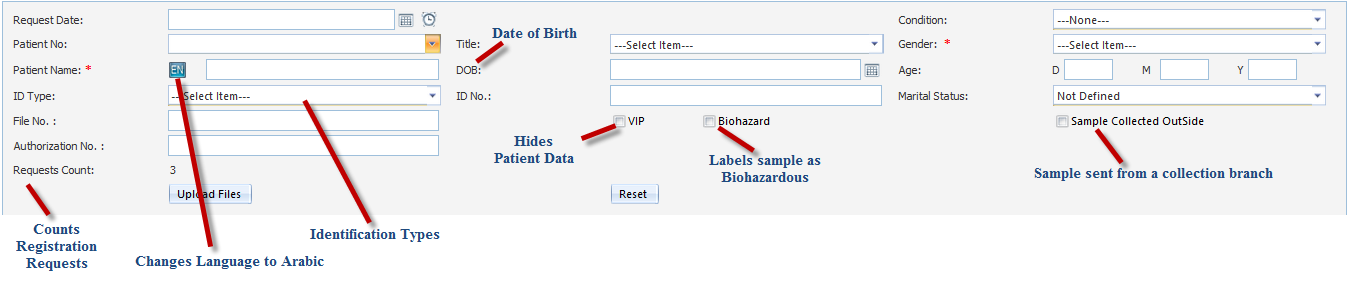 Request Date: Condition: ---None---
Date of Birth
Patient No: Title: ---Select Item--- Gender: * ---Select Item---
Patient Name: * EN DOB: Age: D M Y
ID Type: ---Select Item--- ID No.: Marital Status: Not Defined
File No. : VIP Biohazard Sample Collected OutSide
Authorization No. :
Hides
Patient Data
Labels sample as
Biohazardous
Sample sent from a collection branch
Requests Count: 3
Upload Files Reset
Counts
Registration
Requests
Identification Types
Changes Language to Arabic